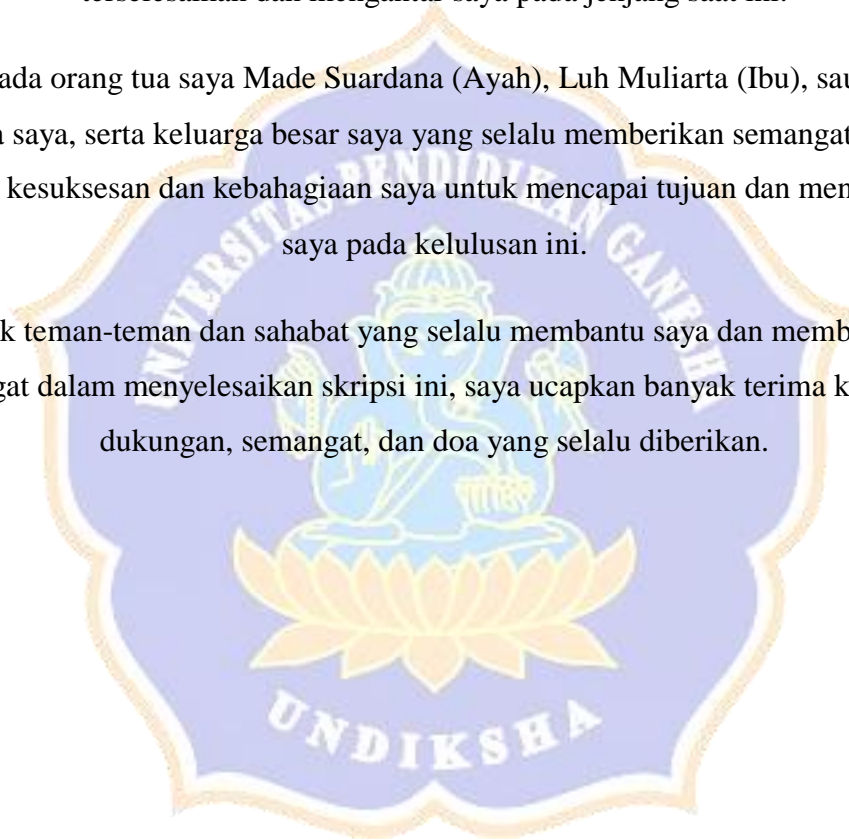 terselesaikan dan mengantar saya pada jenjang saat ini.
ada orang tua saya Made Suardana (Ayah), Luh Muliarta (Ibu), sau
a saya, serta keluarga besar saya yang selalu memberikan semangat
kesuksesan dan kebahagiaan saya untuk mencapai tujuan dan men
saya pada kelulusan ini.
k teman-teman dan sahabat yang selalu membantu saya dan memb
gat dalam menyelesaikan skripsi ini, saya ucapkan banyak terima k
dukungan, semangat, dan doa yang selalu diberikan.
UNIVERSITAS PENDIDIKAN GANESHA
UNDIKSHA